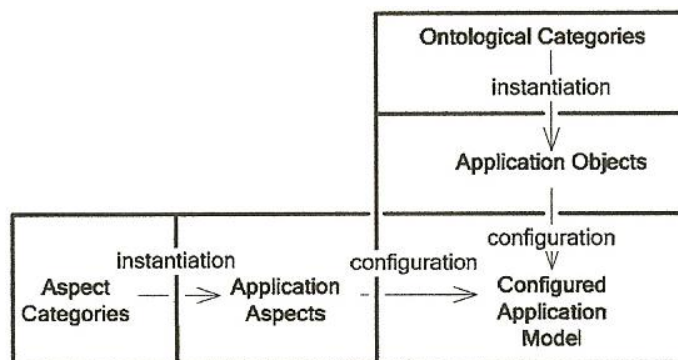 Ontological Categories
instantiation
Application Objects
configuration
instantiation
configuration
Aspect
Categories
Application
Aspects
Configured
Application
Model